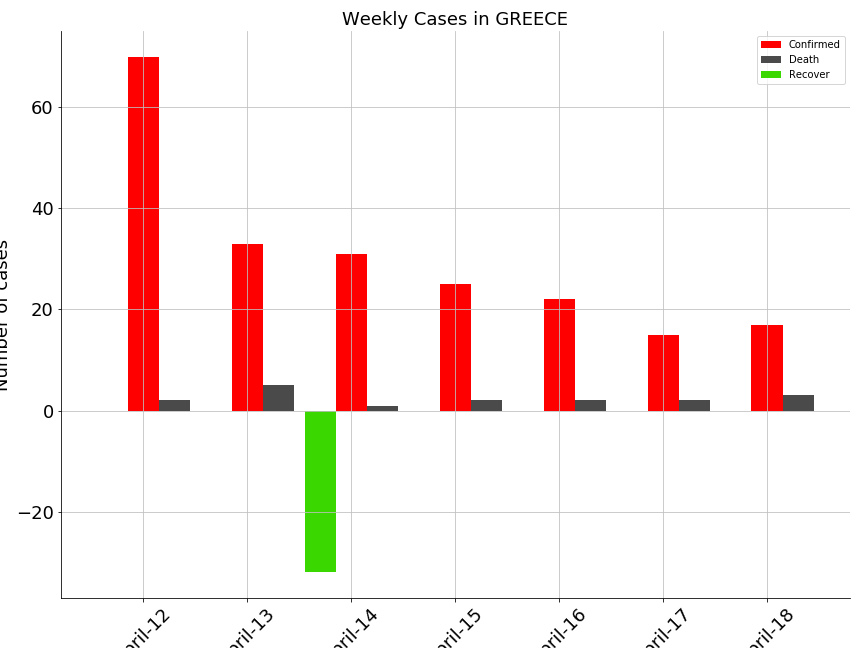 Weekly Cases in GREECE
Confirmed
Death
Recover
Number of cases
60
40
20
0
−20
pril-12
pril-13
pril-14
pril-15
pril-16
pril-17
pril-18